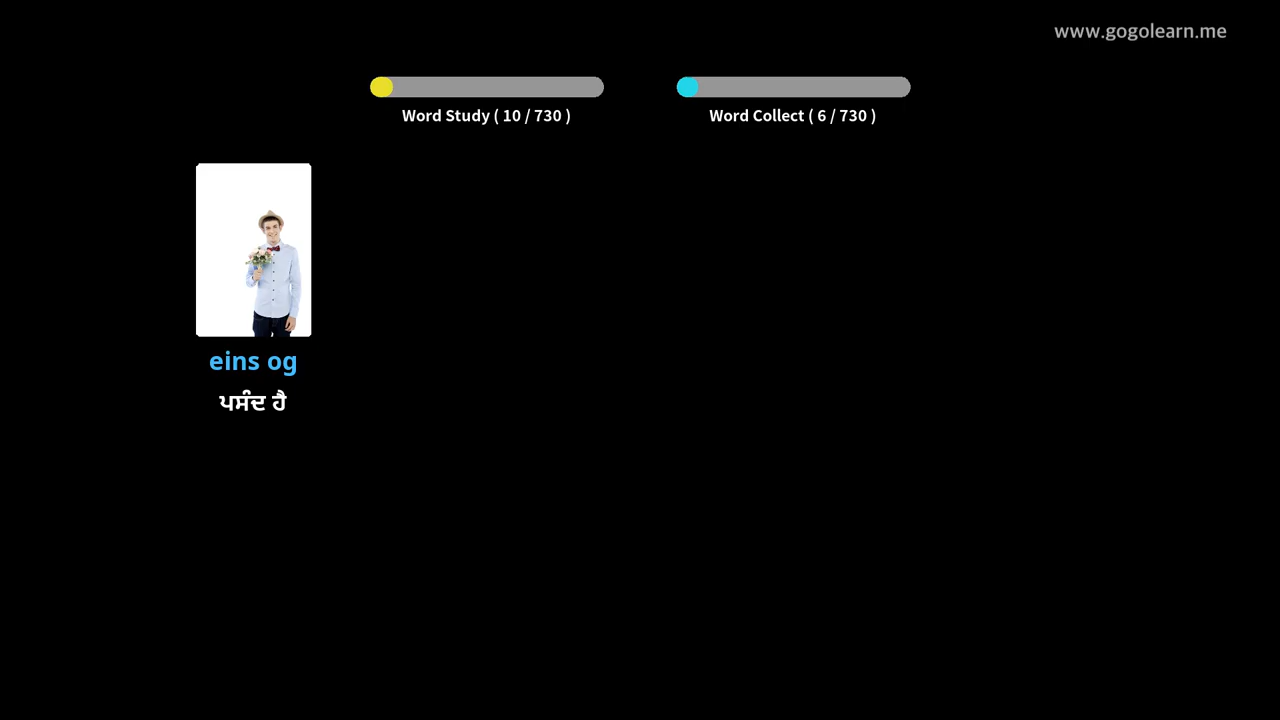 www.gogolearn.me
Word Study ( 10 / 730 )
Word Collect ( 6 / 730 )
eins og
ਪਸੰਦ ਹੈ